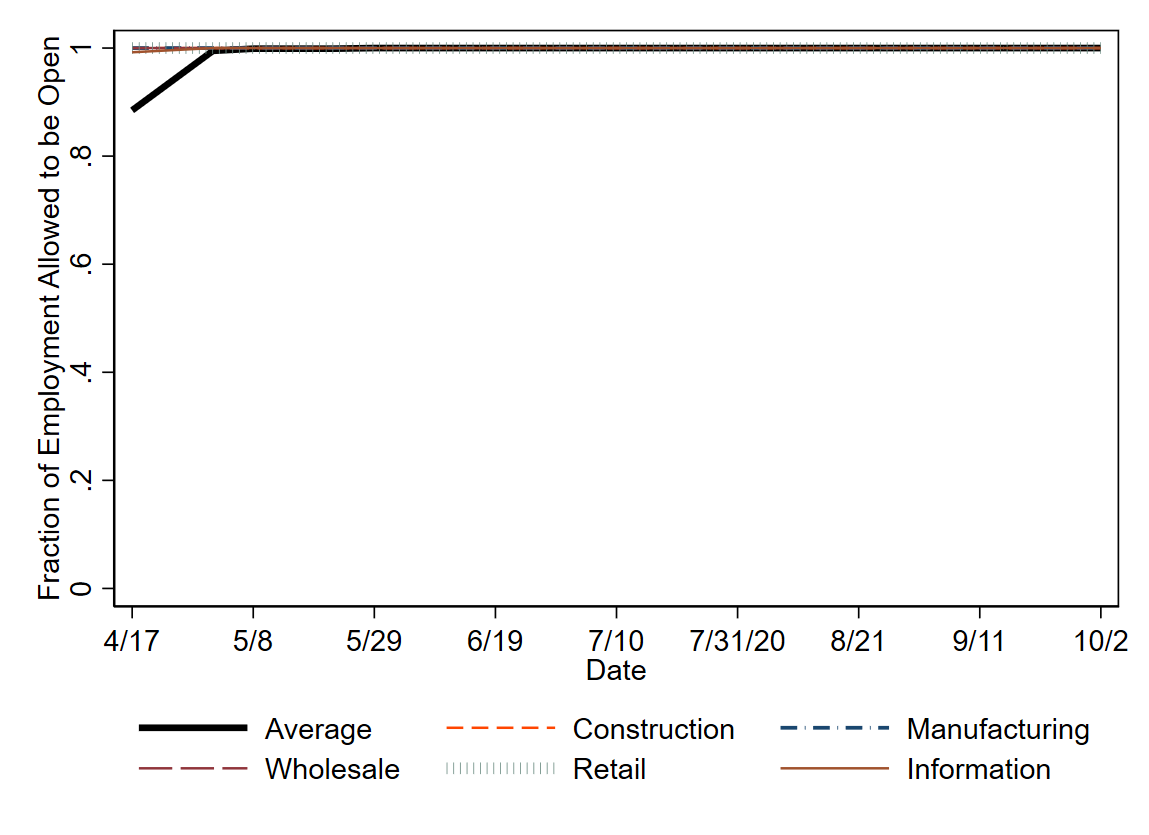 Fraction of Employment Allowed to be Open
1
.8
.6
.4
.2
0
4/17 5/8 5/29 6/19 7/10 7/31/20 8/21 9/11 10/2
Date
Average Construction Manufacturing
Wholesale Retail Information